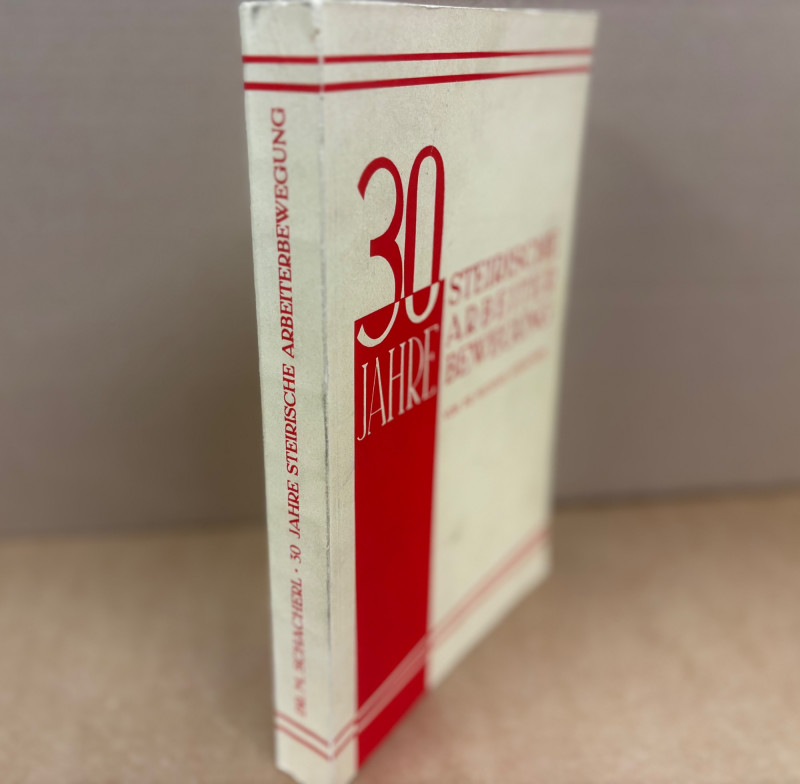 DR. M. SCHACHERL · 30 JAHRE STEIRISCHE ARBEITERBEWEGUNG
30
JAHRE
STEIRISCHE
ARBEITER
BEWEGUNG